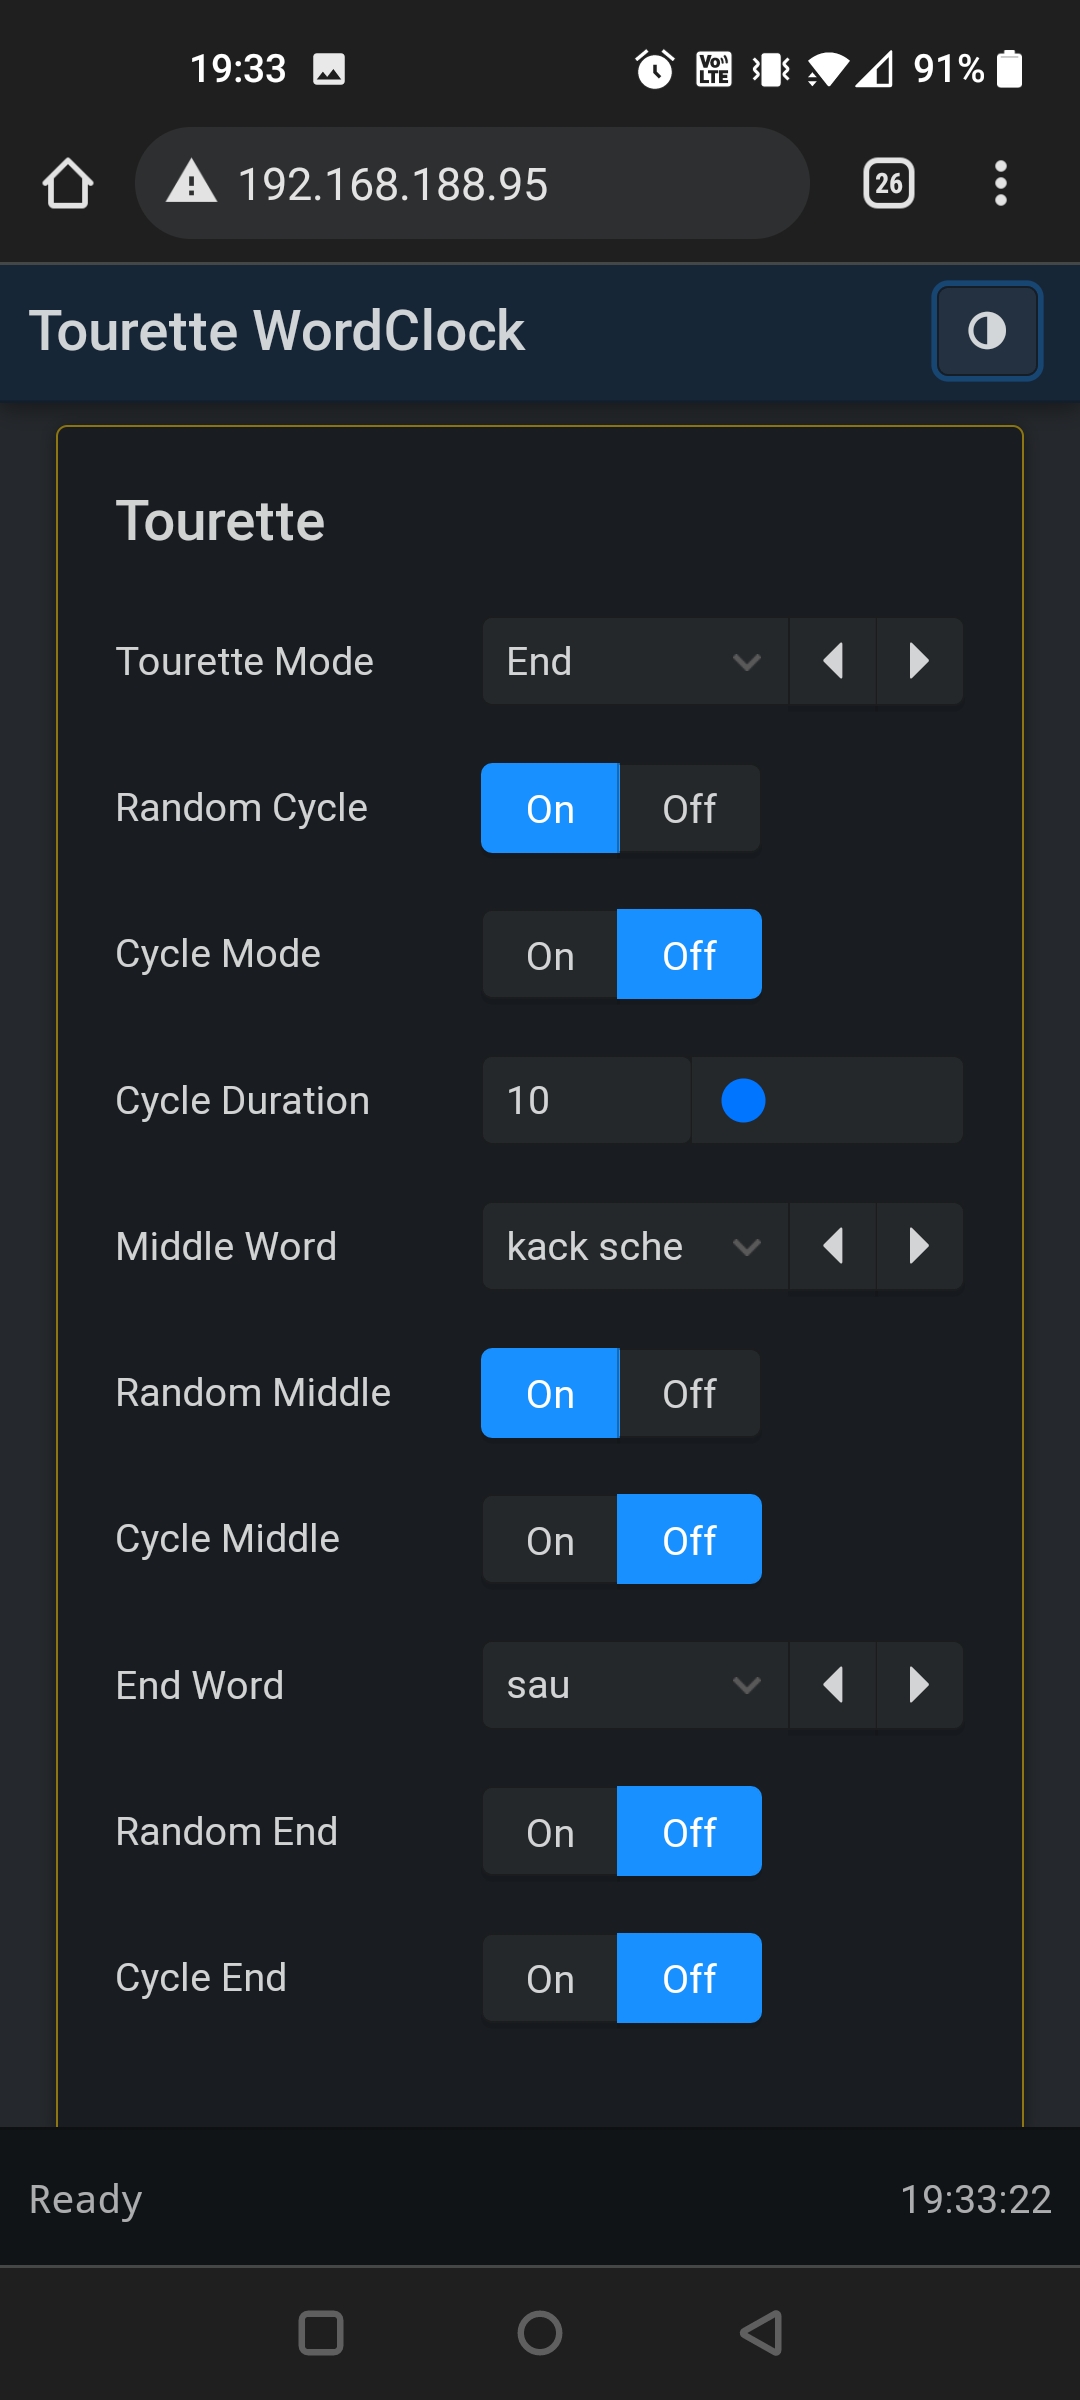 19:33 Vo LTE 91%
192.168.188.95 26
Tourette WordClock
Tourette
Tourette Mode End
Random Cycle On Off
Cycle Mode On Off
Cycle Duration 10
Middle Word kack sche
Random Middle On Off
Cycle Middle On Off
End Word sau
Random End On Off
Cycle End On Off
Ready 19:33:22